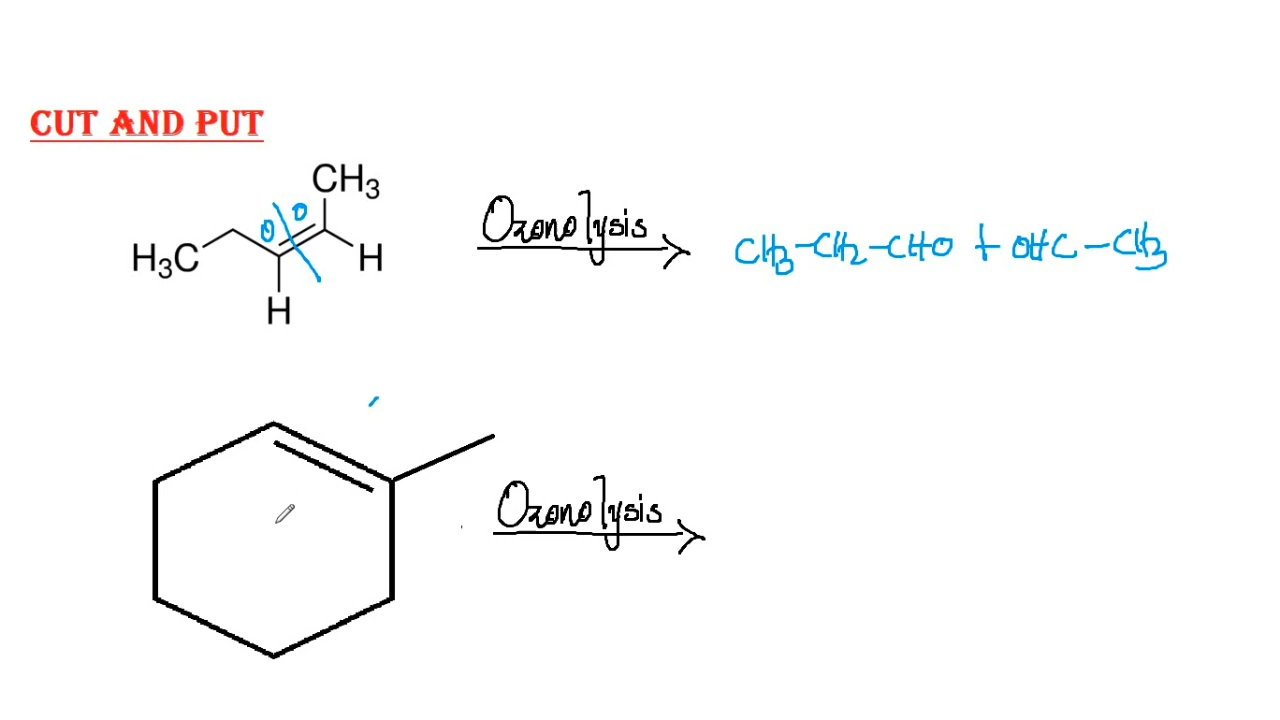 CUT AND PUT
CH3
H3C
H
H
O O
Ozonolysis
CH3-CH2-CHO + OHC-CH3
Ozonolysis